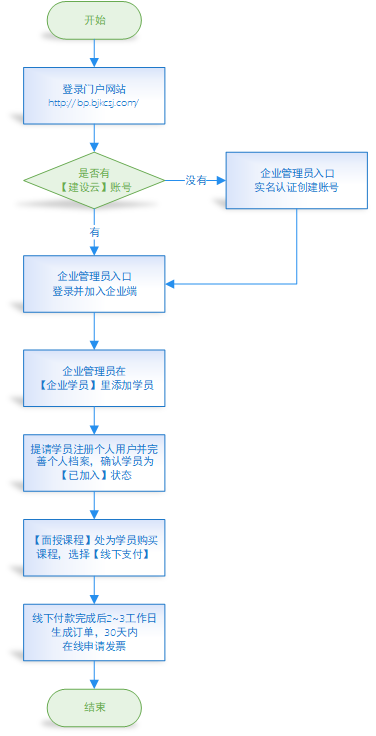 开始
登录门户网站
http://bp.bjkcsj.com/
是否有
【建设云】账号
没有
企业管理员入口
实名认证创建账号
有
企业管理员入口
登录并加入企业端
企业管理员在
【企业学员】里添加学员
提请学员注册个人用户并完
善个人档案，确认学员为
【已加入】状态
【面授课程】处为学员购买
课程，选择【线下支付】
线下付款完成后2~3工作日
生成订单，30天内
在线申请发票
结束